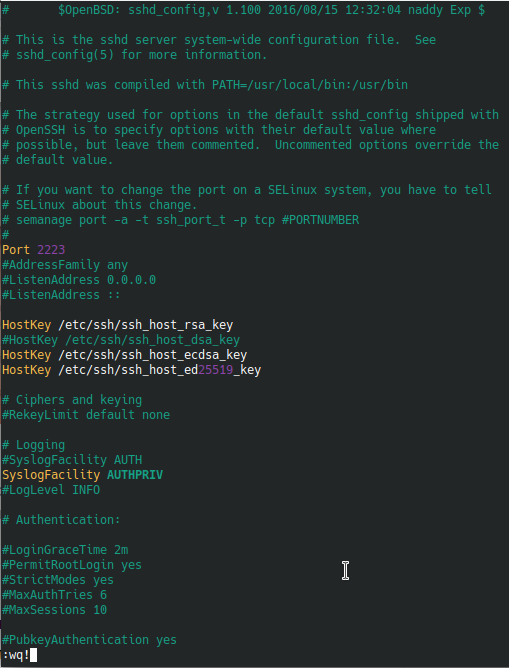 #       $OpenBSD: sshd_config,v 1.100 2016/08/15 12:32:04 naddy Exp $
# This is the sshd server system-wide configuration file.  See
# sshd_config(5) for more information.
# This sshd was compiled with PATH=/usr/local/bin:/usr/bin
# The strategy used for options in the default sshd_config shipped with
# OpenSSH is to specify options with their default value where
# possible, but leave them commented.  Uncommented options override the
# default value.
# If you want to change the port on a SELinux system, you have to tell
# SELinux about this change.
# semanage port -a -t ssh_port_t -p tcp #PORTNUMBER
#
Port 2223
#AddressFamily any
#ListenAddress 0.0.0.0
#ListenAddress ::
HostKey /etc/ssh/ssh_host_rsa_key
#HostKey /etc/ssh/ssh_host_dsa_key
HostKey /etc/ssh/ssh_host_ecdsa_key
HostKey /etc/ssh/ssh_host_ed25519_key
# Ciphers and keying
#RekeyLimit default none
# Logging
#SyslogFacility AUTH
SyslogFacility AUTHPRIV
#LogLevel INFO
# Authentication:
#LoginGraceTime 2m
#PermitRootLogin yes
#StrictModes yes
#MaxAuthTries 6
#MaxSessions 10
#PubkeyAuthentication yes
:wq!